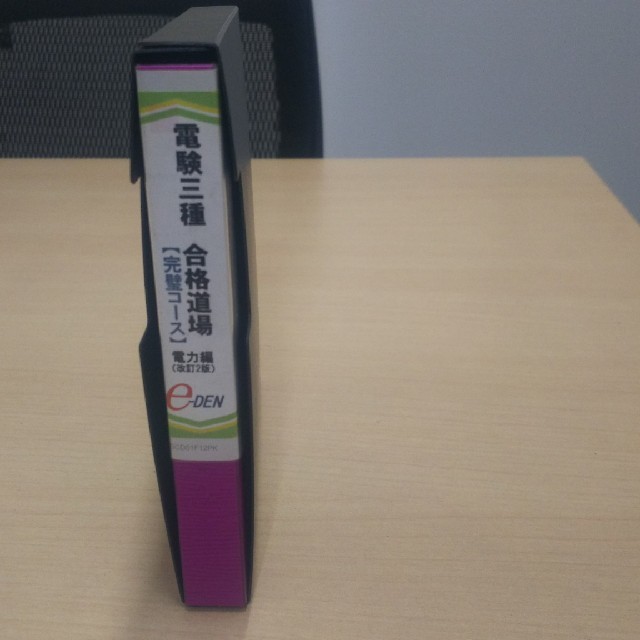 電験三種 合格道場
【完璧コース】
電力編
(改訂2版)
e-DEN